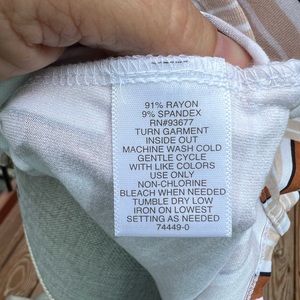 91% RAYON
9% SPANDEX
RN#93677
TURN GARMENT
INSIDE OUT
MACHINE WASH COLD
GENTLE CYCLE
WITH LIKE COLORS
USE ONLY
NON-CHLORINE
BLEACH WHEN NEEDED
TUMBLE DRY LOW
IRON ON LOWEST
SETTING AS NEEDED
74449-0